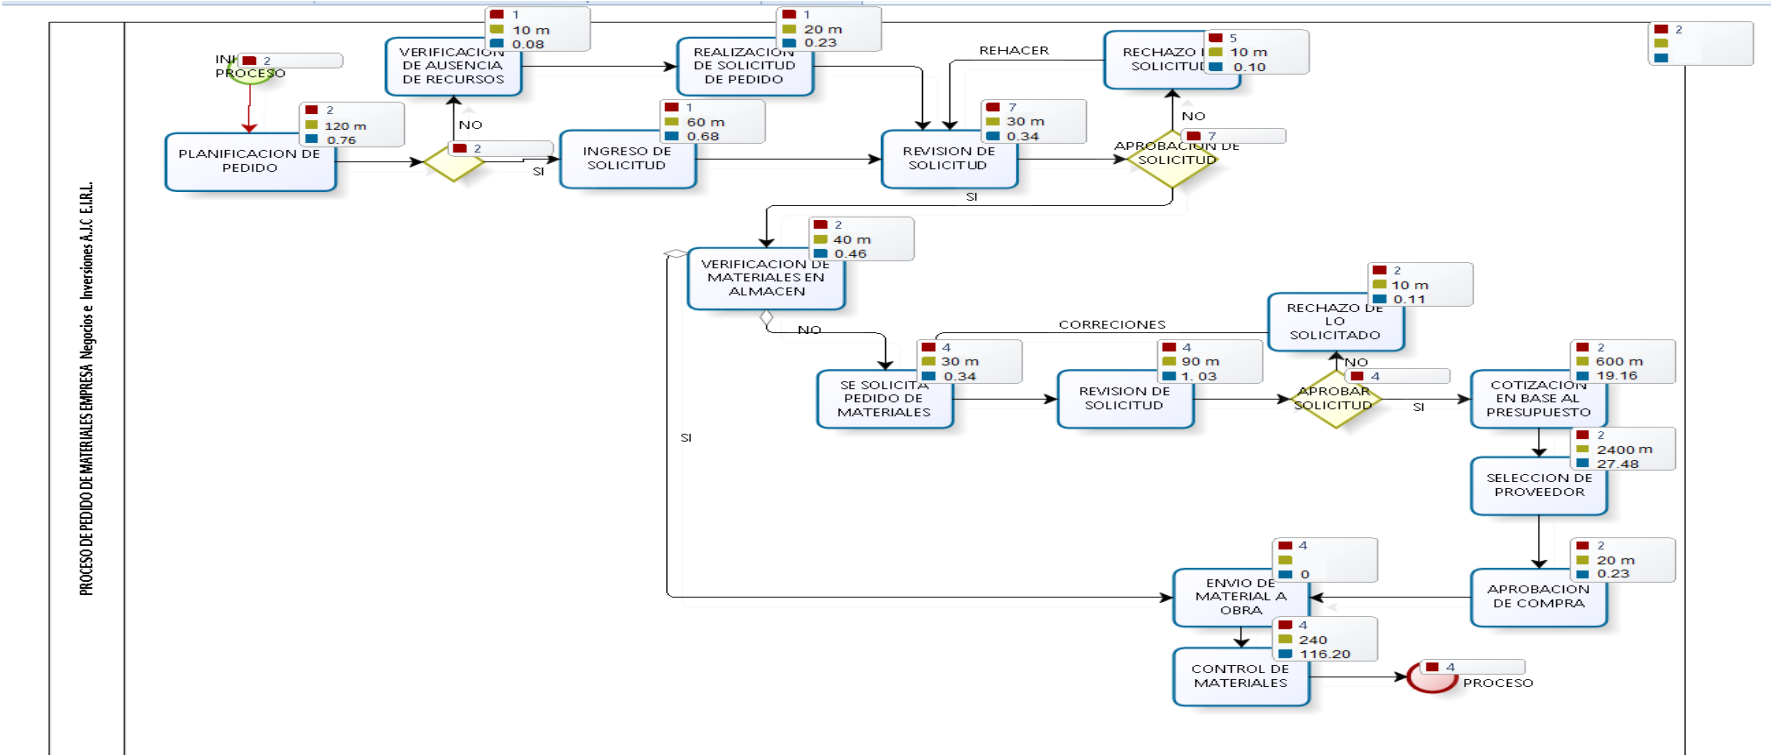 PROCESO DE PEDIDO DE MATERIALES EMPRESA Negocios e Inversiones A.J.C E.I.R.L.
2
PROCESO
2
120 m
0.76
PLANIFICACION DE
PEDIDO
1
10 m
0.08
VERIFICACION
DE AUSENCIA
DE RECURSOS
NO
2
SI
1
20 m
0.23
REALIZACION
DE SOLICITUD
DE PEDIDO
1
60 m
0.68
INGRESO DE
SOLICITUD
REHACER
7
30 m
0.34
REVISION DE
SOLICITUD
5
10 m
0.10
RECHAZO
SOLICITUD
NO
7
APROBACION DE
SOLICITUD
SI
2
2
40 m
0.46
VERIFICACION DE
MATERIALES EN
ALMACEN
NO
SI
4
30 m
0.34
SE SOLICITA
PEDIDO DE
MATERIALES
CORRECIONES
4
90 m
1.03
REVISION DE
SOLICITUD
2
10 m
0.11
RECHAZO DE
LO
SOLICITADO
NO
4
APROBAR
SOLICITUD
SI
2
600 m
19.16
COTIZACION
EN BASE AL
PRESUPUESTO
2
2400 m
27.48
SELECCION DE
PROVEEDOR
2
20 m
0.23
APROBACION
DE COMPRA
4
0
ENVIO DE
MATERIAL A
OBRA
4
240
116.20
CONTROL DE
MATERIALES
4
PROCESO